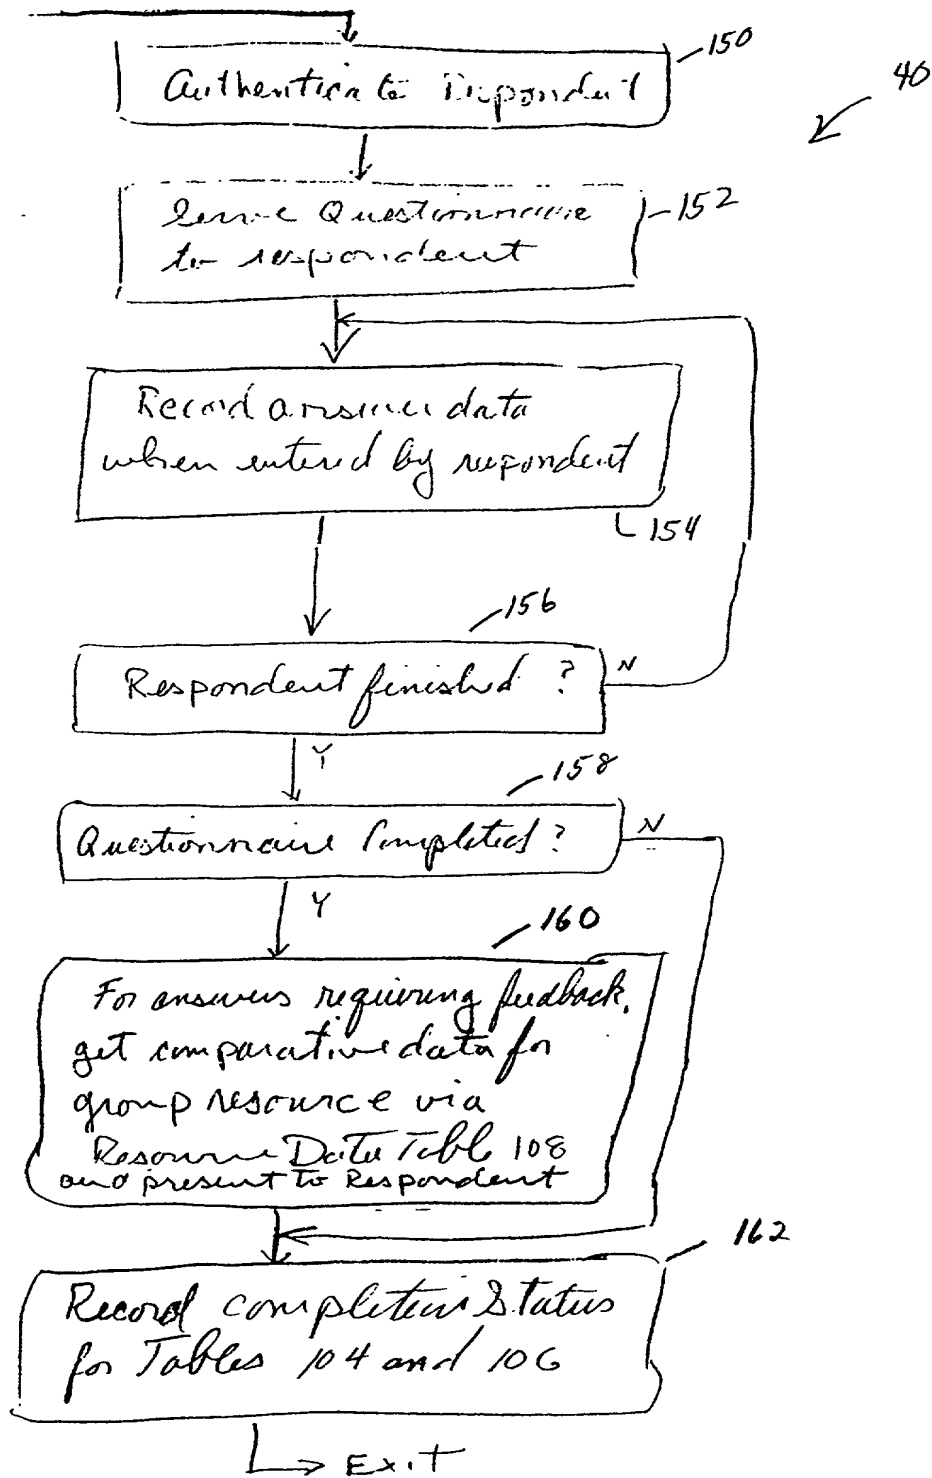 150
40
Authenticate Respondent
152
Serve Questionnaire
to respondent
Record answer data
when entered by respondent
154
156
Respondent finished ?
N
Y
158
Questionnaire Completed ?
N
Y
160
For answers requiring feedback,
get comparative data for
group resource via
Resource Data Table 108
and present to Respondent
162
Record completion Status
for Tables 104 and 106
Exit